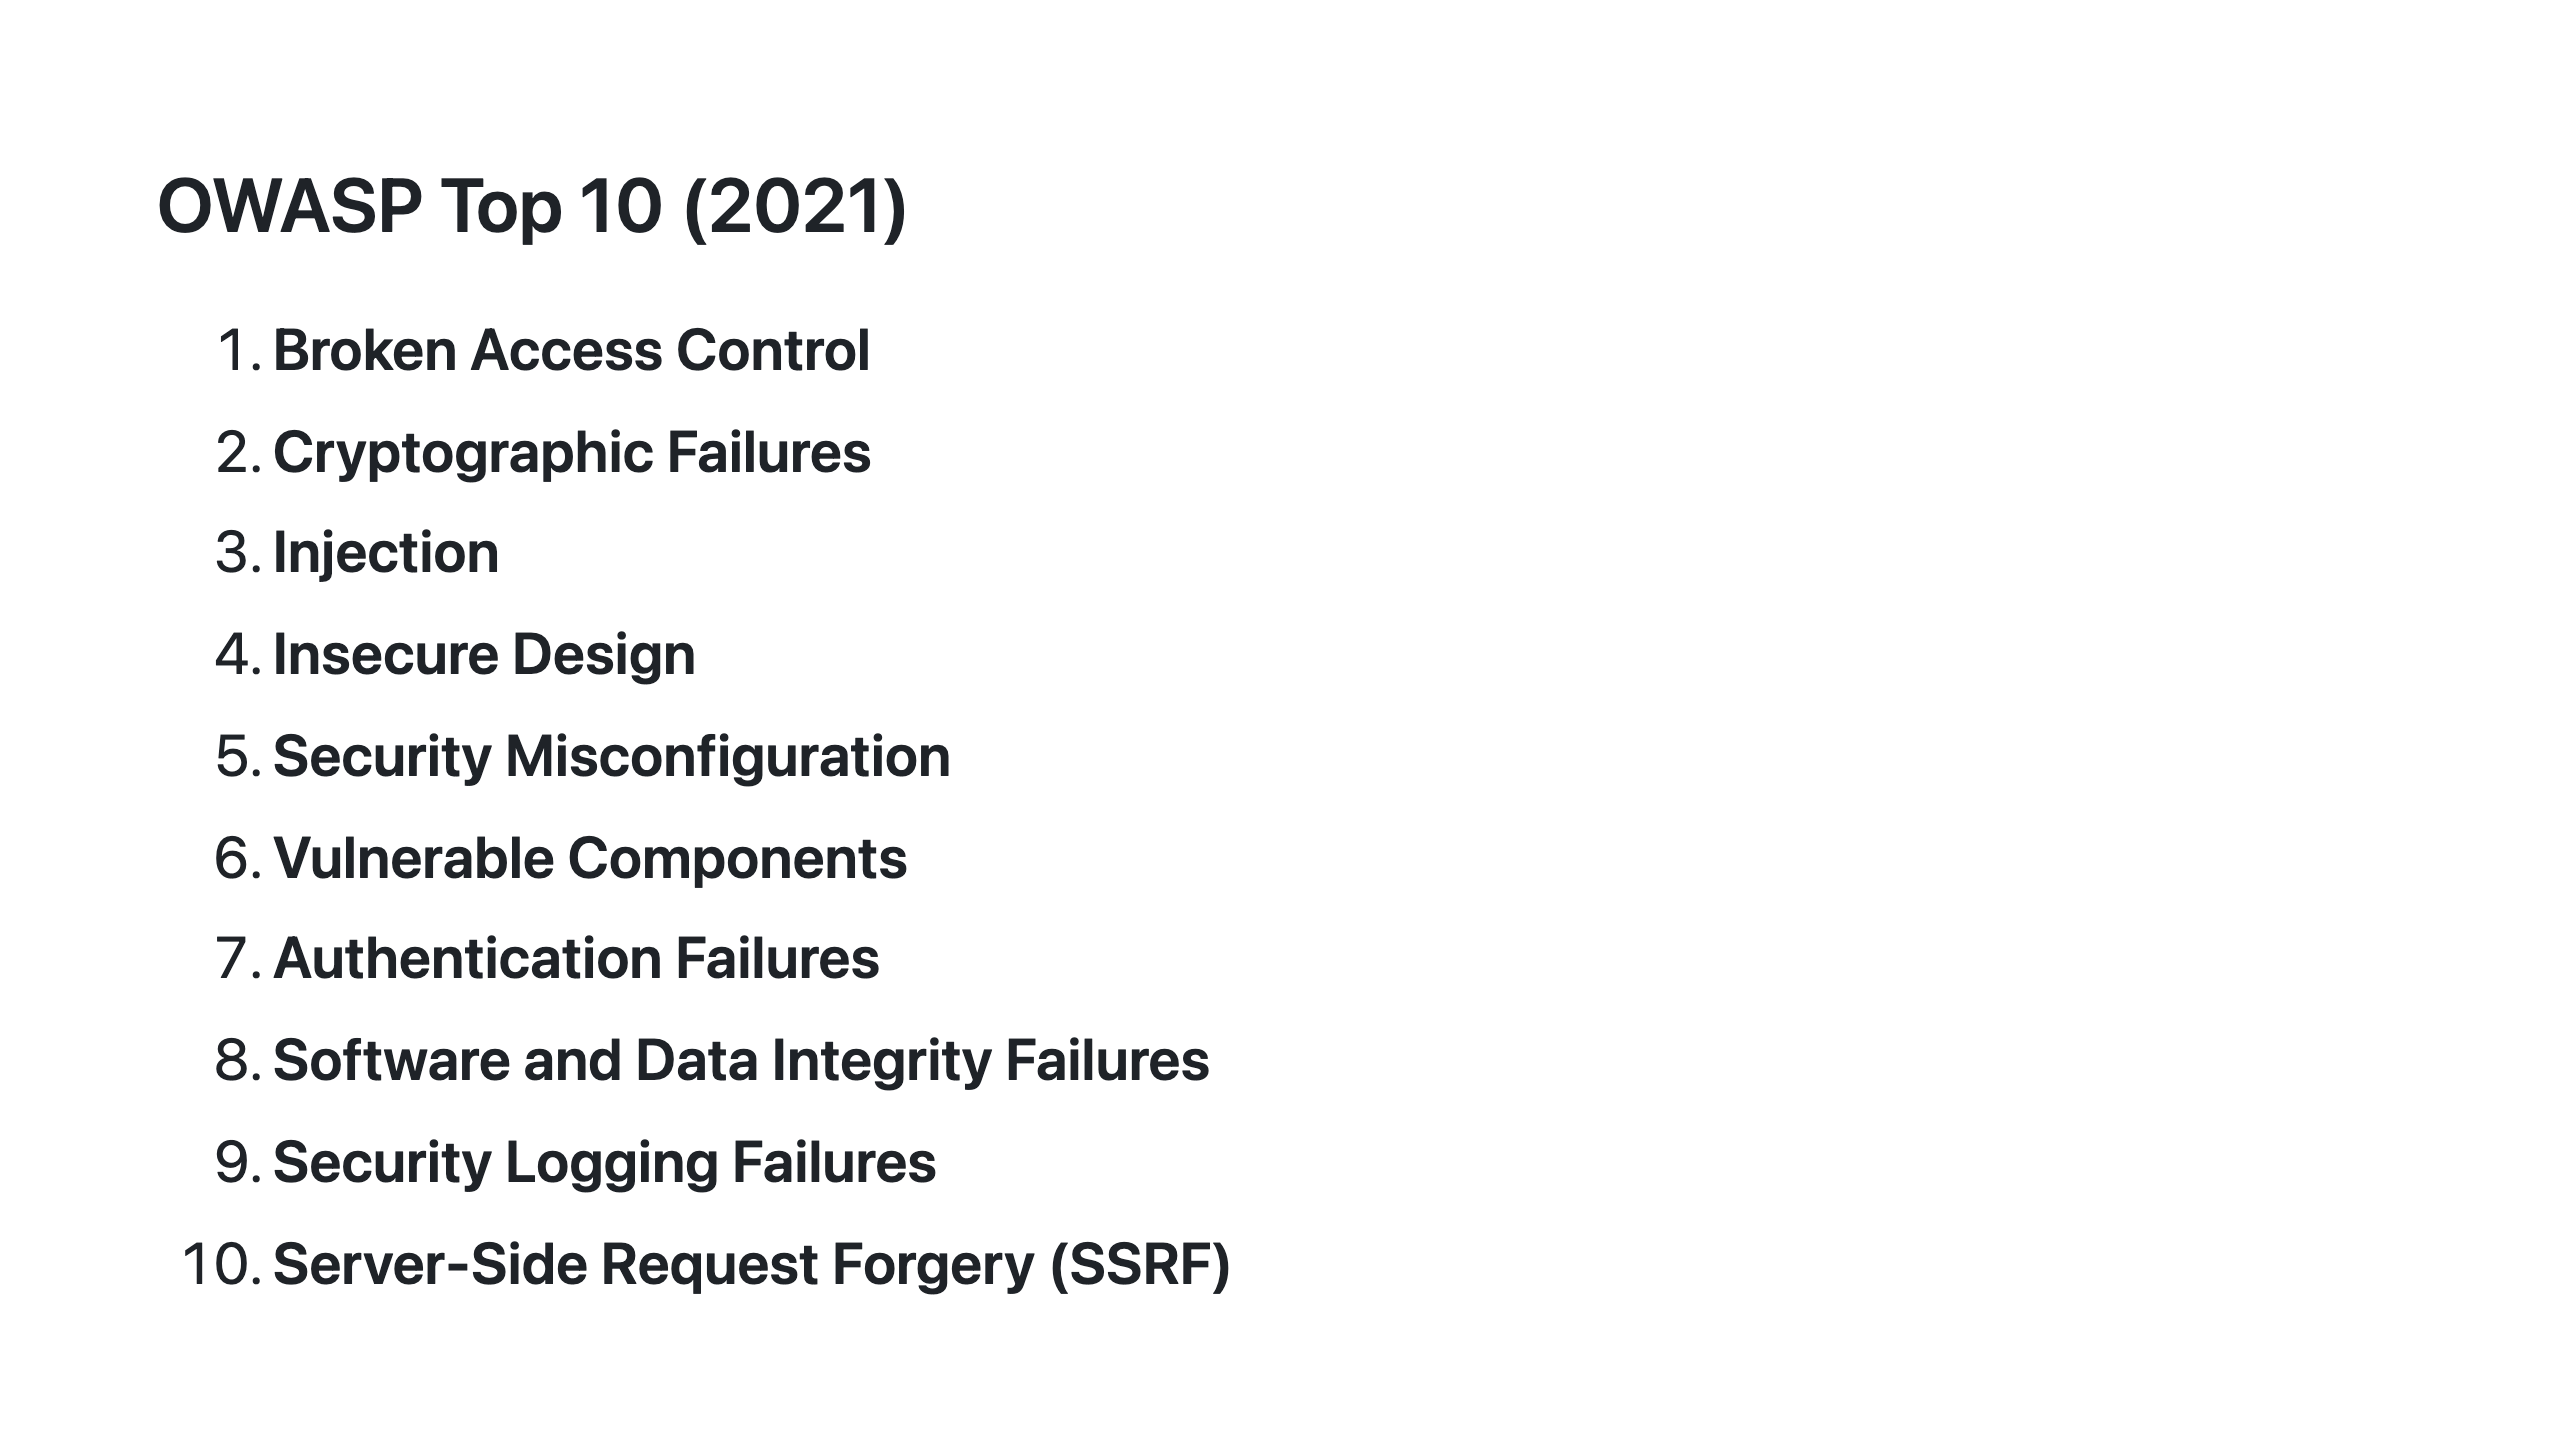 OWASP Top 10 (2021)
1. Broken Access Control
2. Cryptographic Failures
3. Injection
4. Insecure Design
5. Security Misconfiguration
6. Vulnerable Components
7. Authentication Failures
8. Software and Data Integrity Failures
9. Security Logging Failures
10. Server-Side Request Forgery (SSRF)